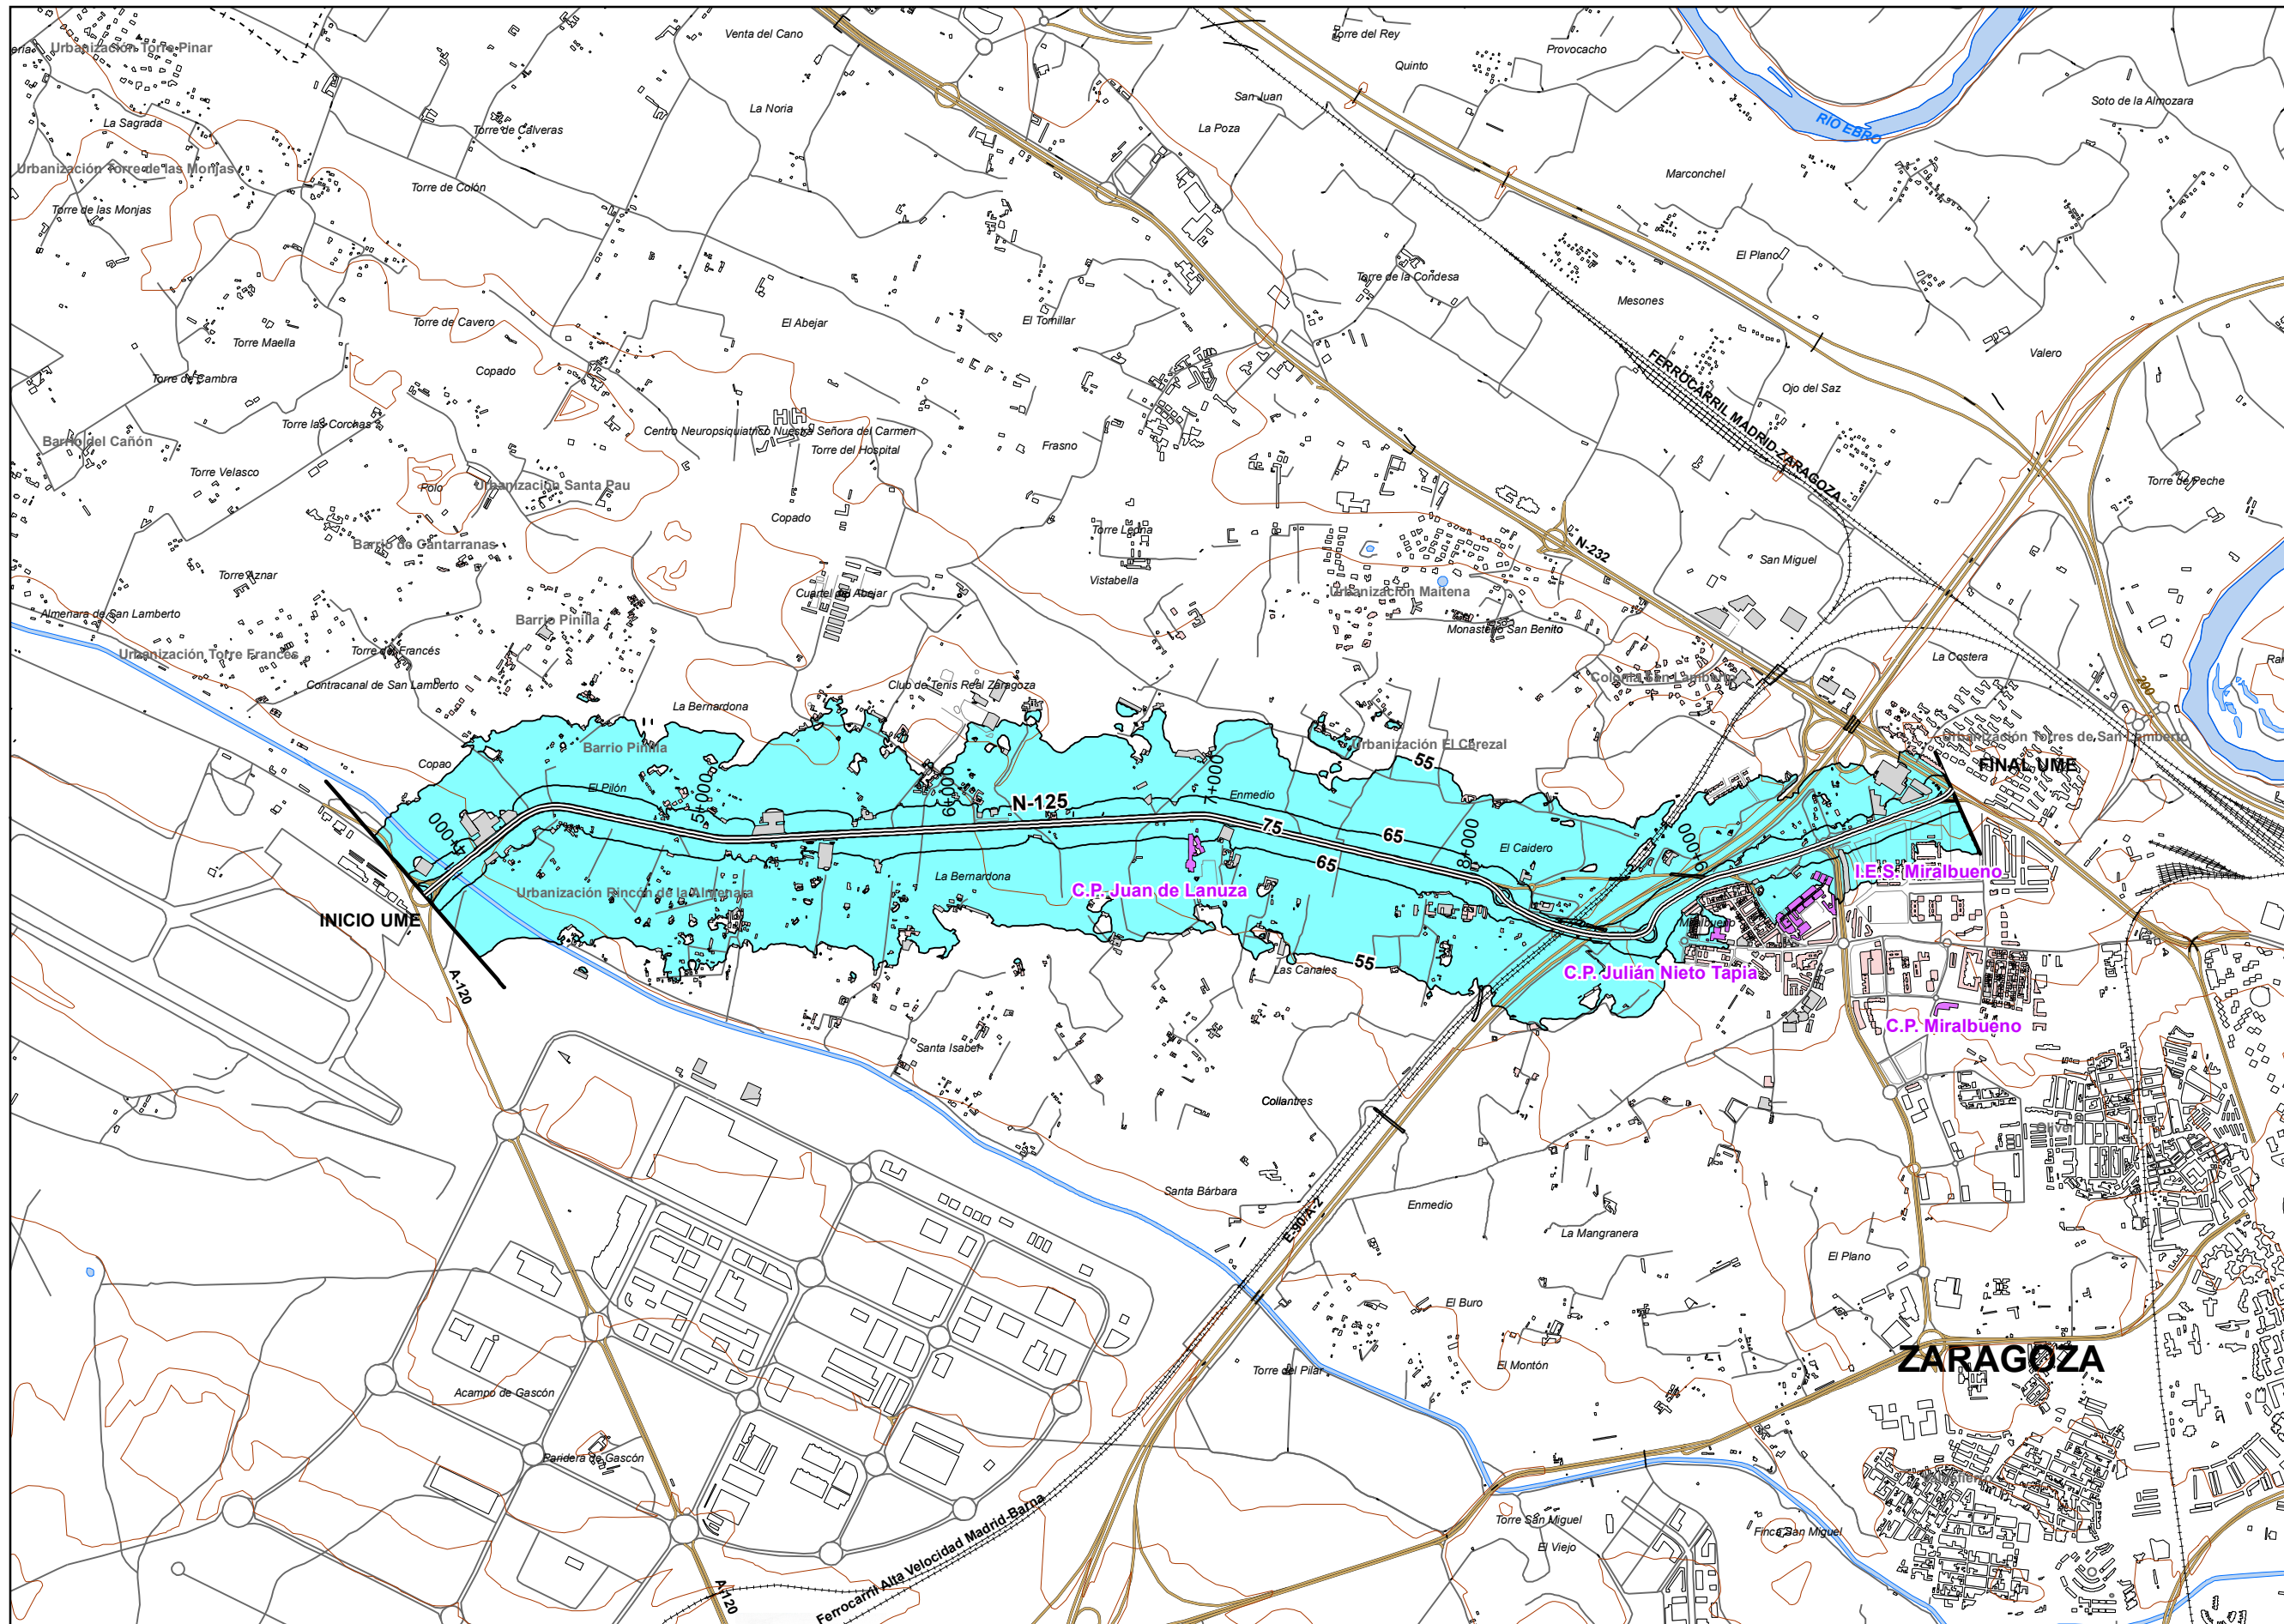 Urbanización Torre Pinar
Venta del Cano
Torre del Rey
Provocacho
Quinto
San Juan
Soto de la Almozara
La Noria
La Sagrada
Torre de Calveras
La Poza
RIO EBRO
Urbanización Torre de las Monjas
Torre de Colón
Marconchel
Torre de las Monjas
El Plano
Torre de la Condesa
Mesones
Torre de Cavero
El Abejar
El Tomillar
Torre Maella
Valero
Copado
Torre de Cambra
Ojo del Saz
FERROCARRIL MADRID-ZARAGOZA
Torre las Corchas
Centro Neuropsiquiatrico Nuestra Señora del Carmen
Barrio del Cañón
Torre del Hospital
Frasno
Torre Velasco
Polo
Urbanización Santa Pau
Torre de Peche
Copado
Torre Ledna
Barrio de Cantarranas
N-232
San Miguel
Torre Aznar
Vistabella
Cuartel del Abejar
Urbanización Maitena
Almenara de San Lamberto
Barrio Pinilla
Monasterio San Benito
Urbanización Torre Francés
Torre del Francés
La Costera
Contracanal de San Lamberto
Club de Tenis Real Zaragoza
Colonia San Lamberto
200
La Bernardona
Barrio Pinilla
Urbanización El Cerezal
Urbanización Torres de San Lamberto
Copao
55
FINAL UME
El Pilón
5+000
6+000
7+000
Enmedio
N-125
4+000
75
65
8+000
9+000
El Caidero
65
La Bernardona
C.P. Juan de Lanuza
I.E.S. Miralbueno
Urbanización Rincón de la Almenara
INICIO UME
Miralbueno
55
Las Canales
C.P. Julián Nieto Tapia
A-120
C.P. Miralbueno
Santa Isabel
Collantres
Oliver
Santa Bárbara
Enmedio
E-90/A-2
La Mangranera
El Plano
El Buro
ZARAGOZA
El Montón
Torre del Pilar
Acampo de Gascón
Paridera de Gascón
Ferrocarril Alta Velocidad Madrid-Barna
Torre San Miguel
Finca San Miguel
El Viejo
A-120